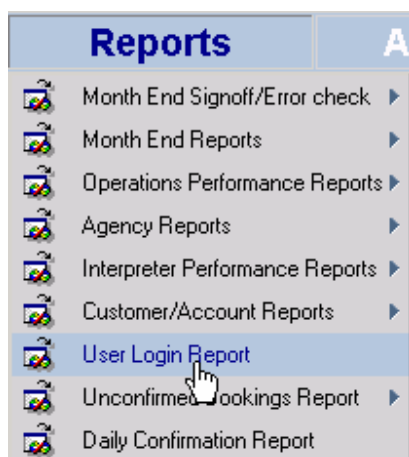 Reports A
Month End Signoff/Error check
Month End Reports
Operations Performance Reports
Agency Reports
Interpreter Performance Reports
Customer/Account Reports
User Login Report
Unconfirmed Bookings Report
Daily Confirmation Report